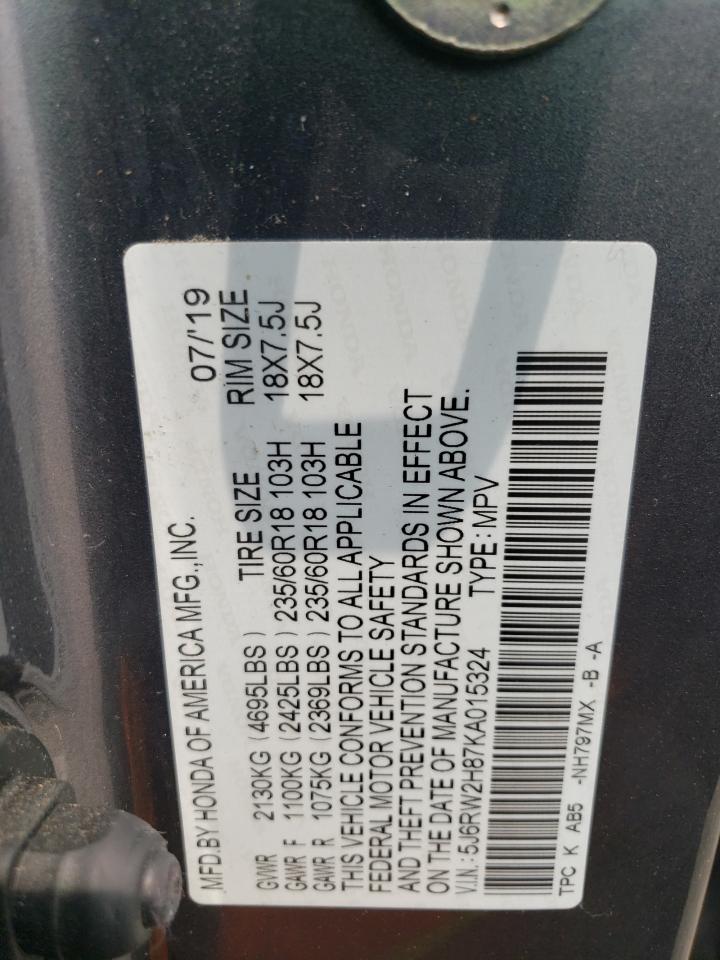 MFD.BY HONDA OF AMERICA MFG.,INC. 07/'19
TIRE SIZE RIM SIZE
GVWR 2130KG (4695LBS)
GAWR F 1100KG (2425LBS) 235/60R18 103H 18X7.5J
GAWR R 1075KG (2369LBS) 235/60R18 103H 18X7.5J
THIS VEHICLE CONFORMS TO ALL APPLICABLE
FEDERAL MOTOR VEHICLE SAFETY
AND THEFT PREVENTION STANDARDS IN EFFECT
ON THE DATE OF MANUFACTURE SHOWN ABOVE.
V.I.N.: 5J6RW2H87KA015324 TYPE: MPV
TPC K AB5 -NH797MX -B -A